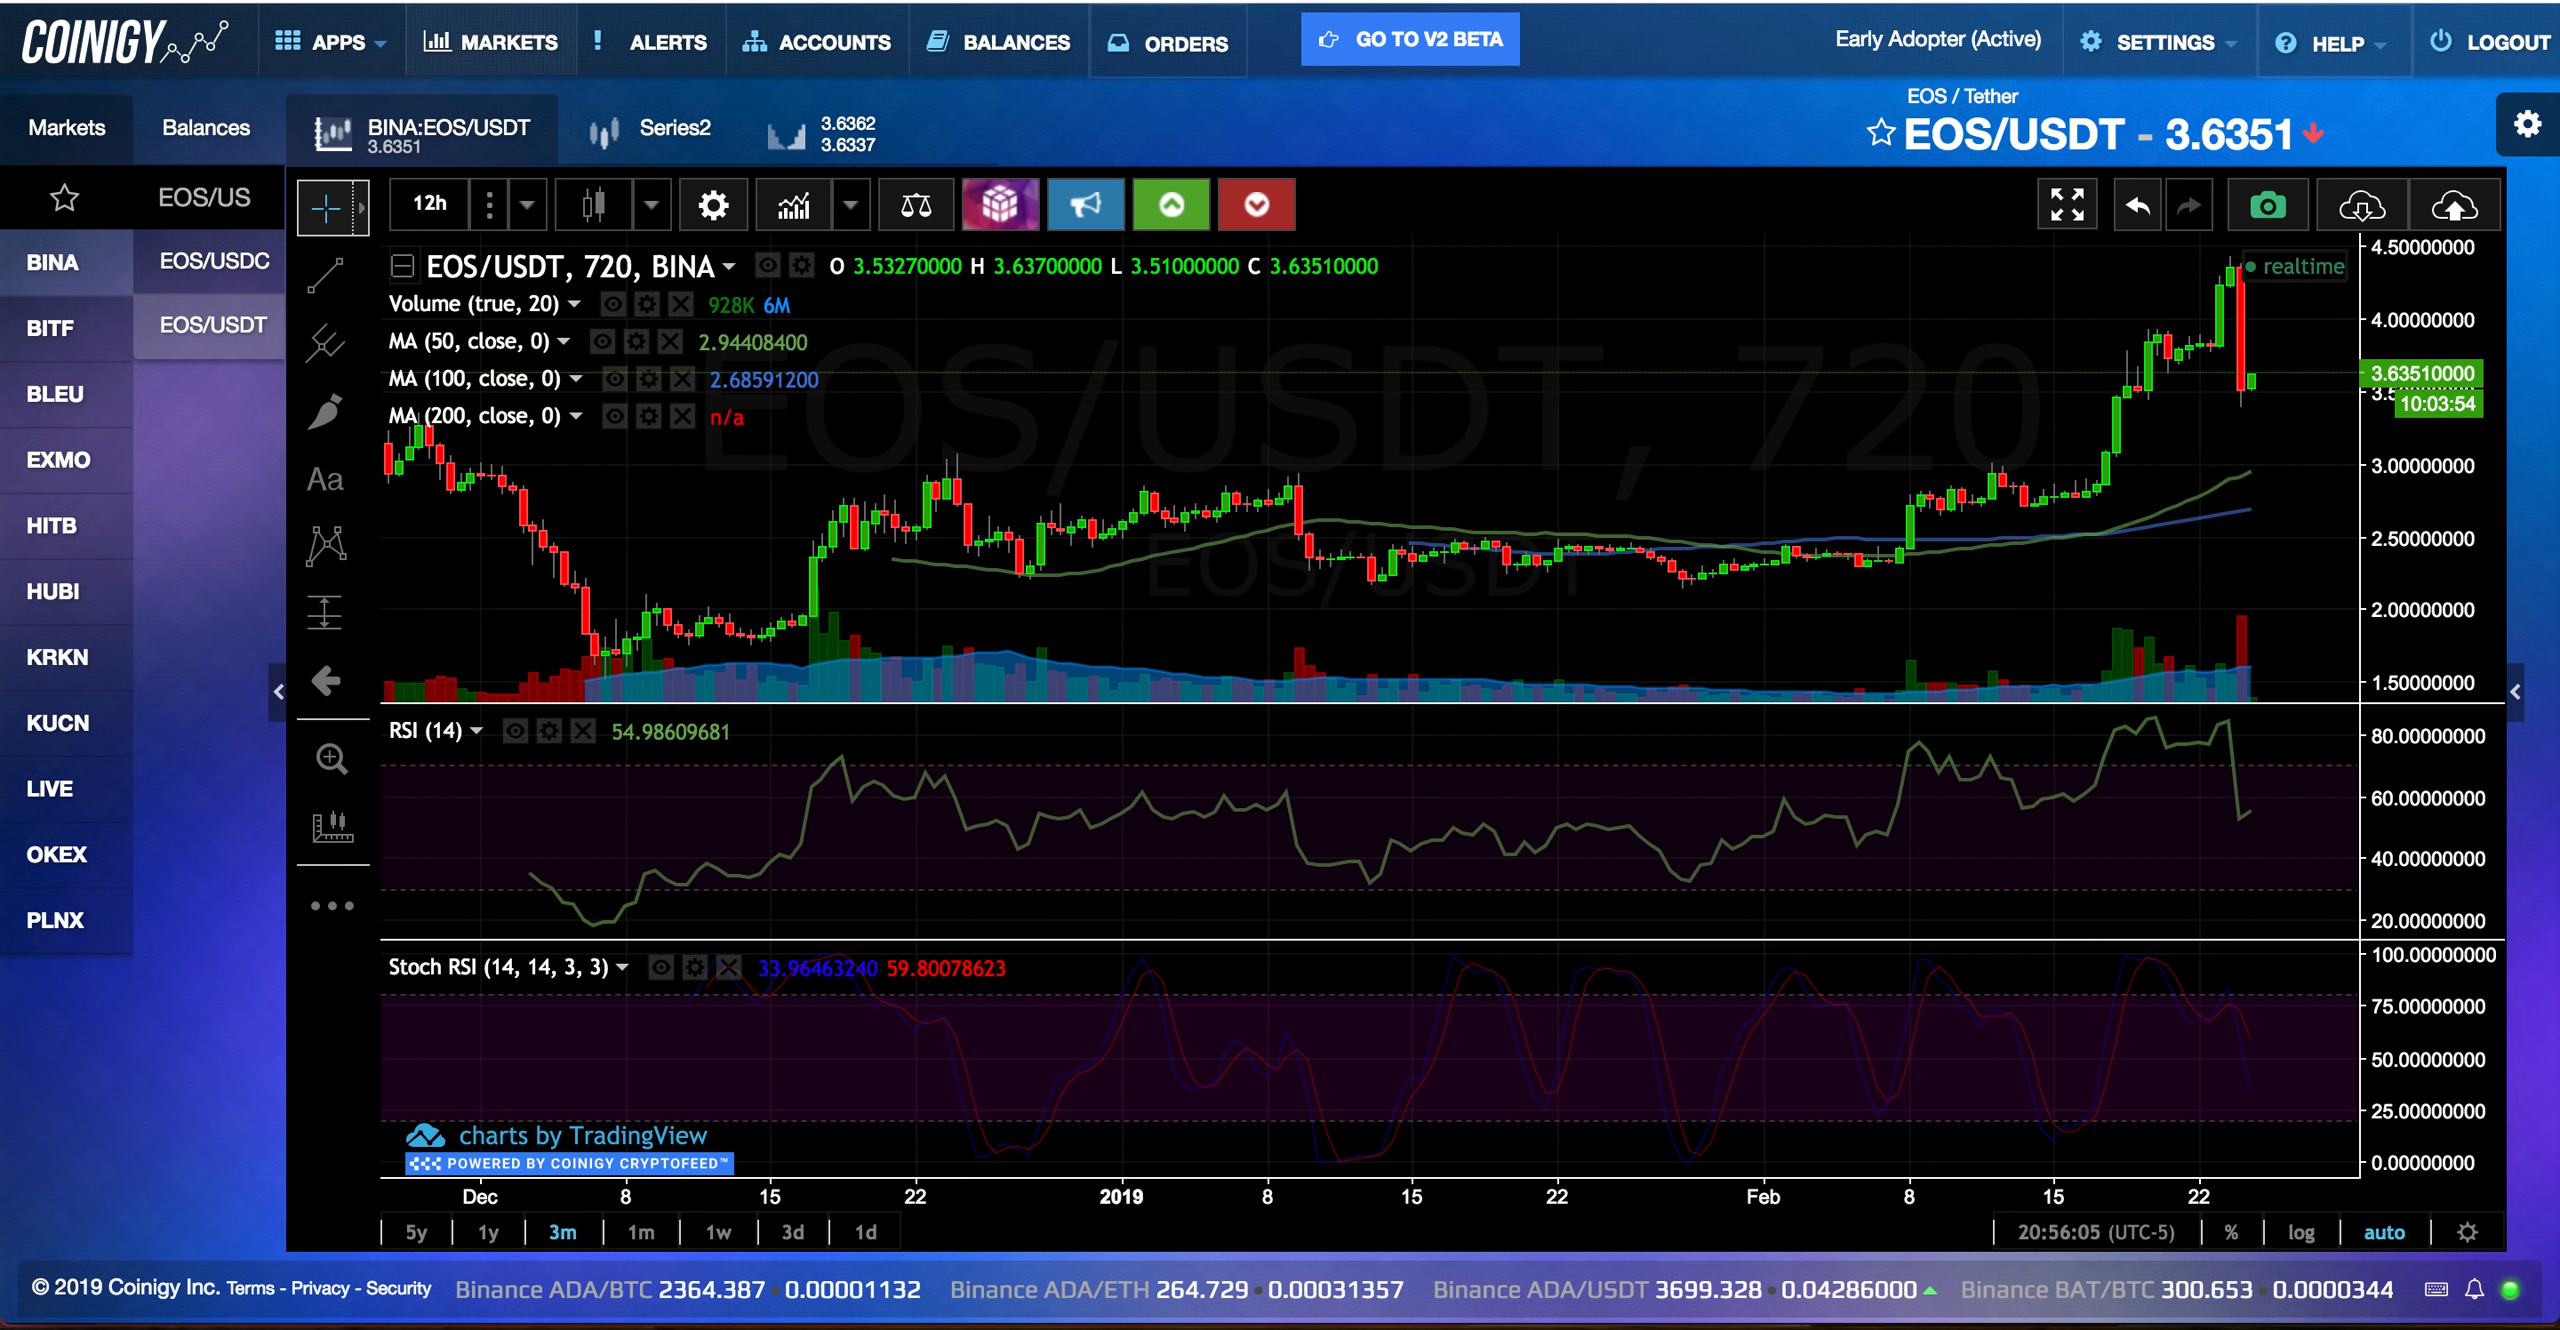 COINIGY APPS MARKETS ALERTS ACCOUNTS BALANCES ORDERS GO TO V2 BETA Early Adopter (Active) SETTINGS HELP LOGOUT
Markets Balances BINA:EOS/USDT Series2 3.6362
3.6351 3.6337
EOS / Tether
EOS/USDT - 3.6351
EOS/US
12h
BINA
BITF
BLEU
EXMO
HITB
HUBI
KRKN
KUCN
LIVE
OKEX
PLNX
EOS/USDC
EOS/USDT
Aa
EOS/USDT, 720, BINA O 3.53270000 H 3.63700000 L 3.51000000 C 3.63510000
realtime
Volume (true, 20) 928K 6M
MA (50, close, 0) 2.94408400
MA (100, close, 0) 2.68591200
MA (200, close, 0) n/a
EOS/USDT, 720
EOS/USDT
4.50000000
4.00000000
3.63510000
3.5
10:03:54
3.00000000
2.50000000
2.00000000
1.50000000
RSI (14) 54.98609681
80.00000000
60.00000000
40.00000000
20.00000000
Stoch RSI (14, 14, 3, 3) 33.96463240 59.80078623
100.00000000
75.00000000
50.00000000
25.00000000
0.00000000
charts by TradingView
POWERED BY COINIGY CRYPTOFEED™
Dec 8 15 22 2019 8 15 22 Feb 8 15 22
5y 1y 3m 1m 1w 3d 1d 20:56:05 (UTC-5) % log auto
© 2019 Coinigy Inc. Terms - Privacy - Security Binance ADA/BTC 2364.387 0.00001132 Binance ADA/ETH 264.729 0.00031357 Binance ADA/USDT 3699.328 0.04286000 Binance BAT/BTC 300.653 0.0000344